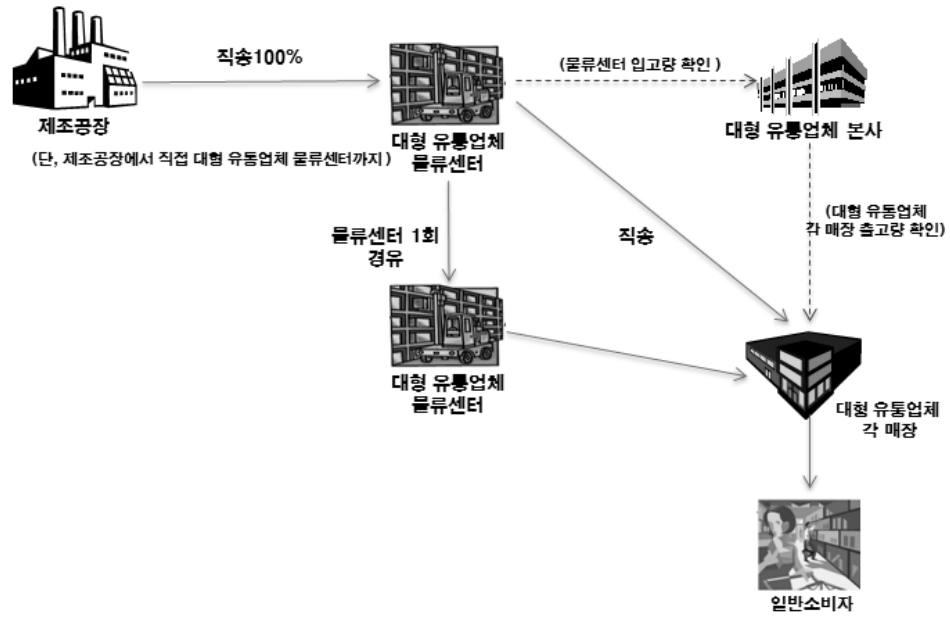 직송100%
(물류센터 입고량 확인 )
제조공장
대형 유통업체
물류센터
대형 유통업체 본사
(단, 제조공장에서 직접 대형 유통업체 물류센터까지 )
물류센터 1회
경유
직송
(대형 유통업체
각 매장 출고량 확인)
대형 유통업체
물류센터
대형 유통업체
각 매장
일반소비자